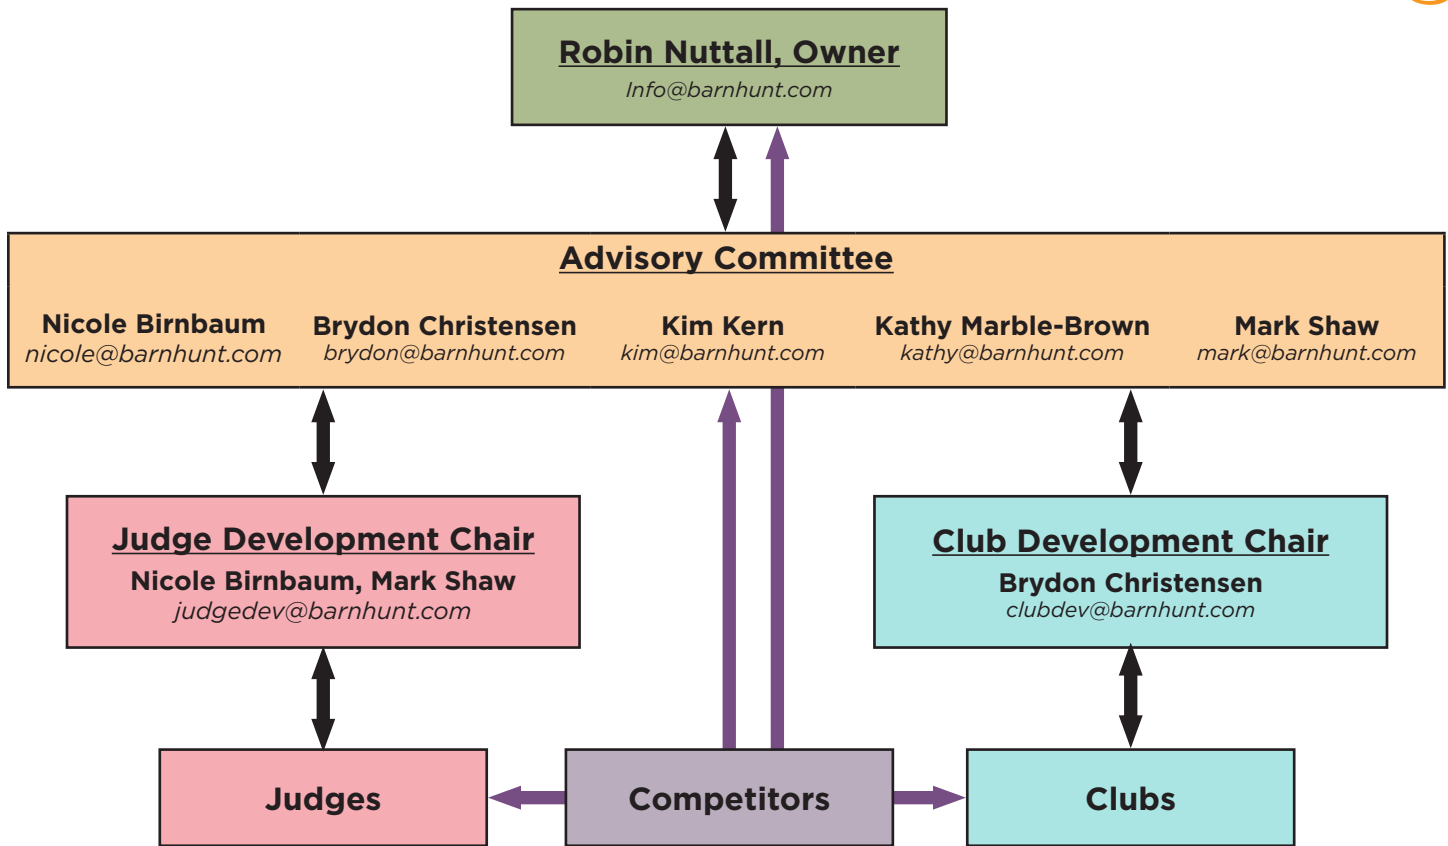 Robin Nuttall, Owner
Info@barnhunt.com
Advisory Committee
Nicole Birnbaum
nicole@barnhunt.com
Brydon Christensen
brydon@barnhunt.com
Kim Kern
kim@barnhunt.com
Kathy Marble-Brown
kathy@barnhunt.com
Mark Shaw
mark@barnhunt.com
Judge Development Chair
Nicole Birnbaum, Mark Shaw
judgedev@barnhunt.com
Club Development Chair
Brydon Christensen
clubdev@barnhunt.com
Judges
Competitors
Clubs